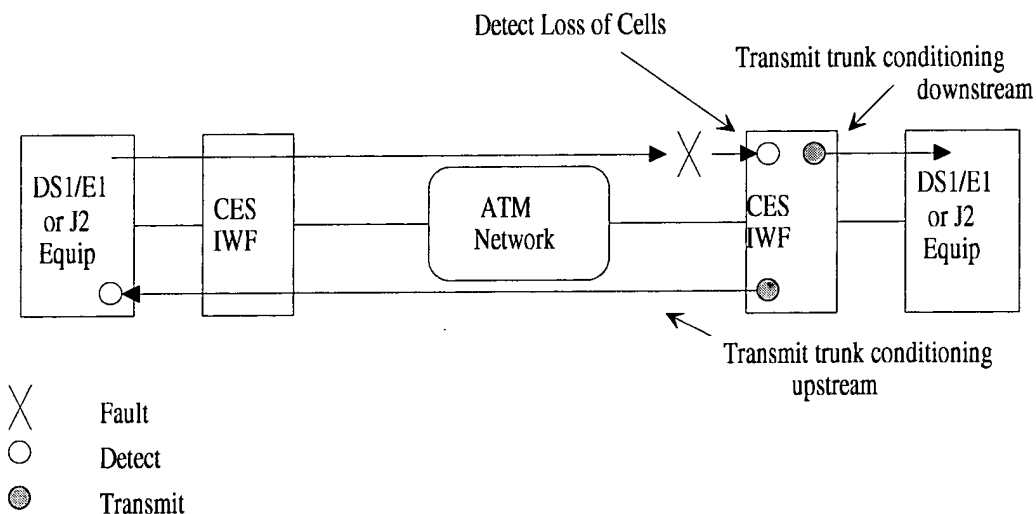 Detect Loss of Cells
Transmit trunk conditioning
downstream
DS1/E1
or J2
Equip
CES
IWF
ATM
Network
CES
IWF
DS1/E1
or J2
Equip
Transmit trunk conditioning
upstream
Fault
Detect
Transmit